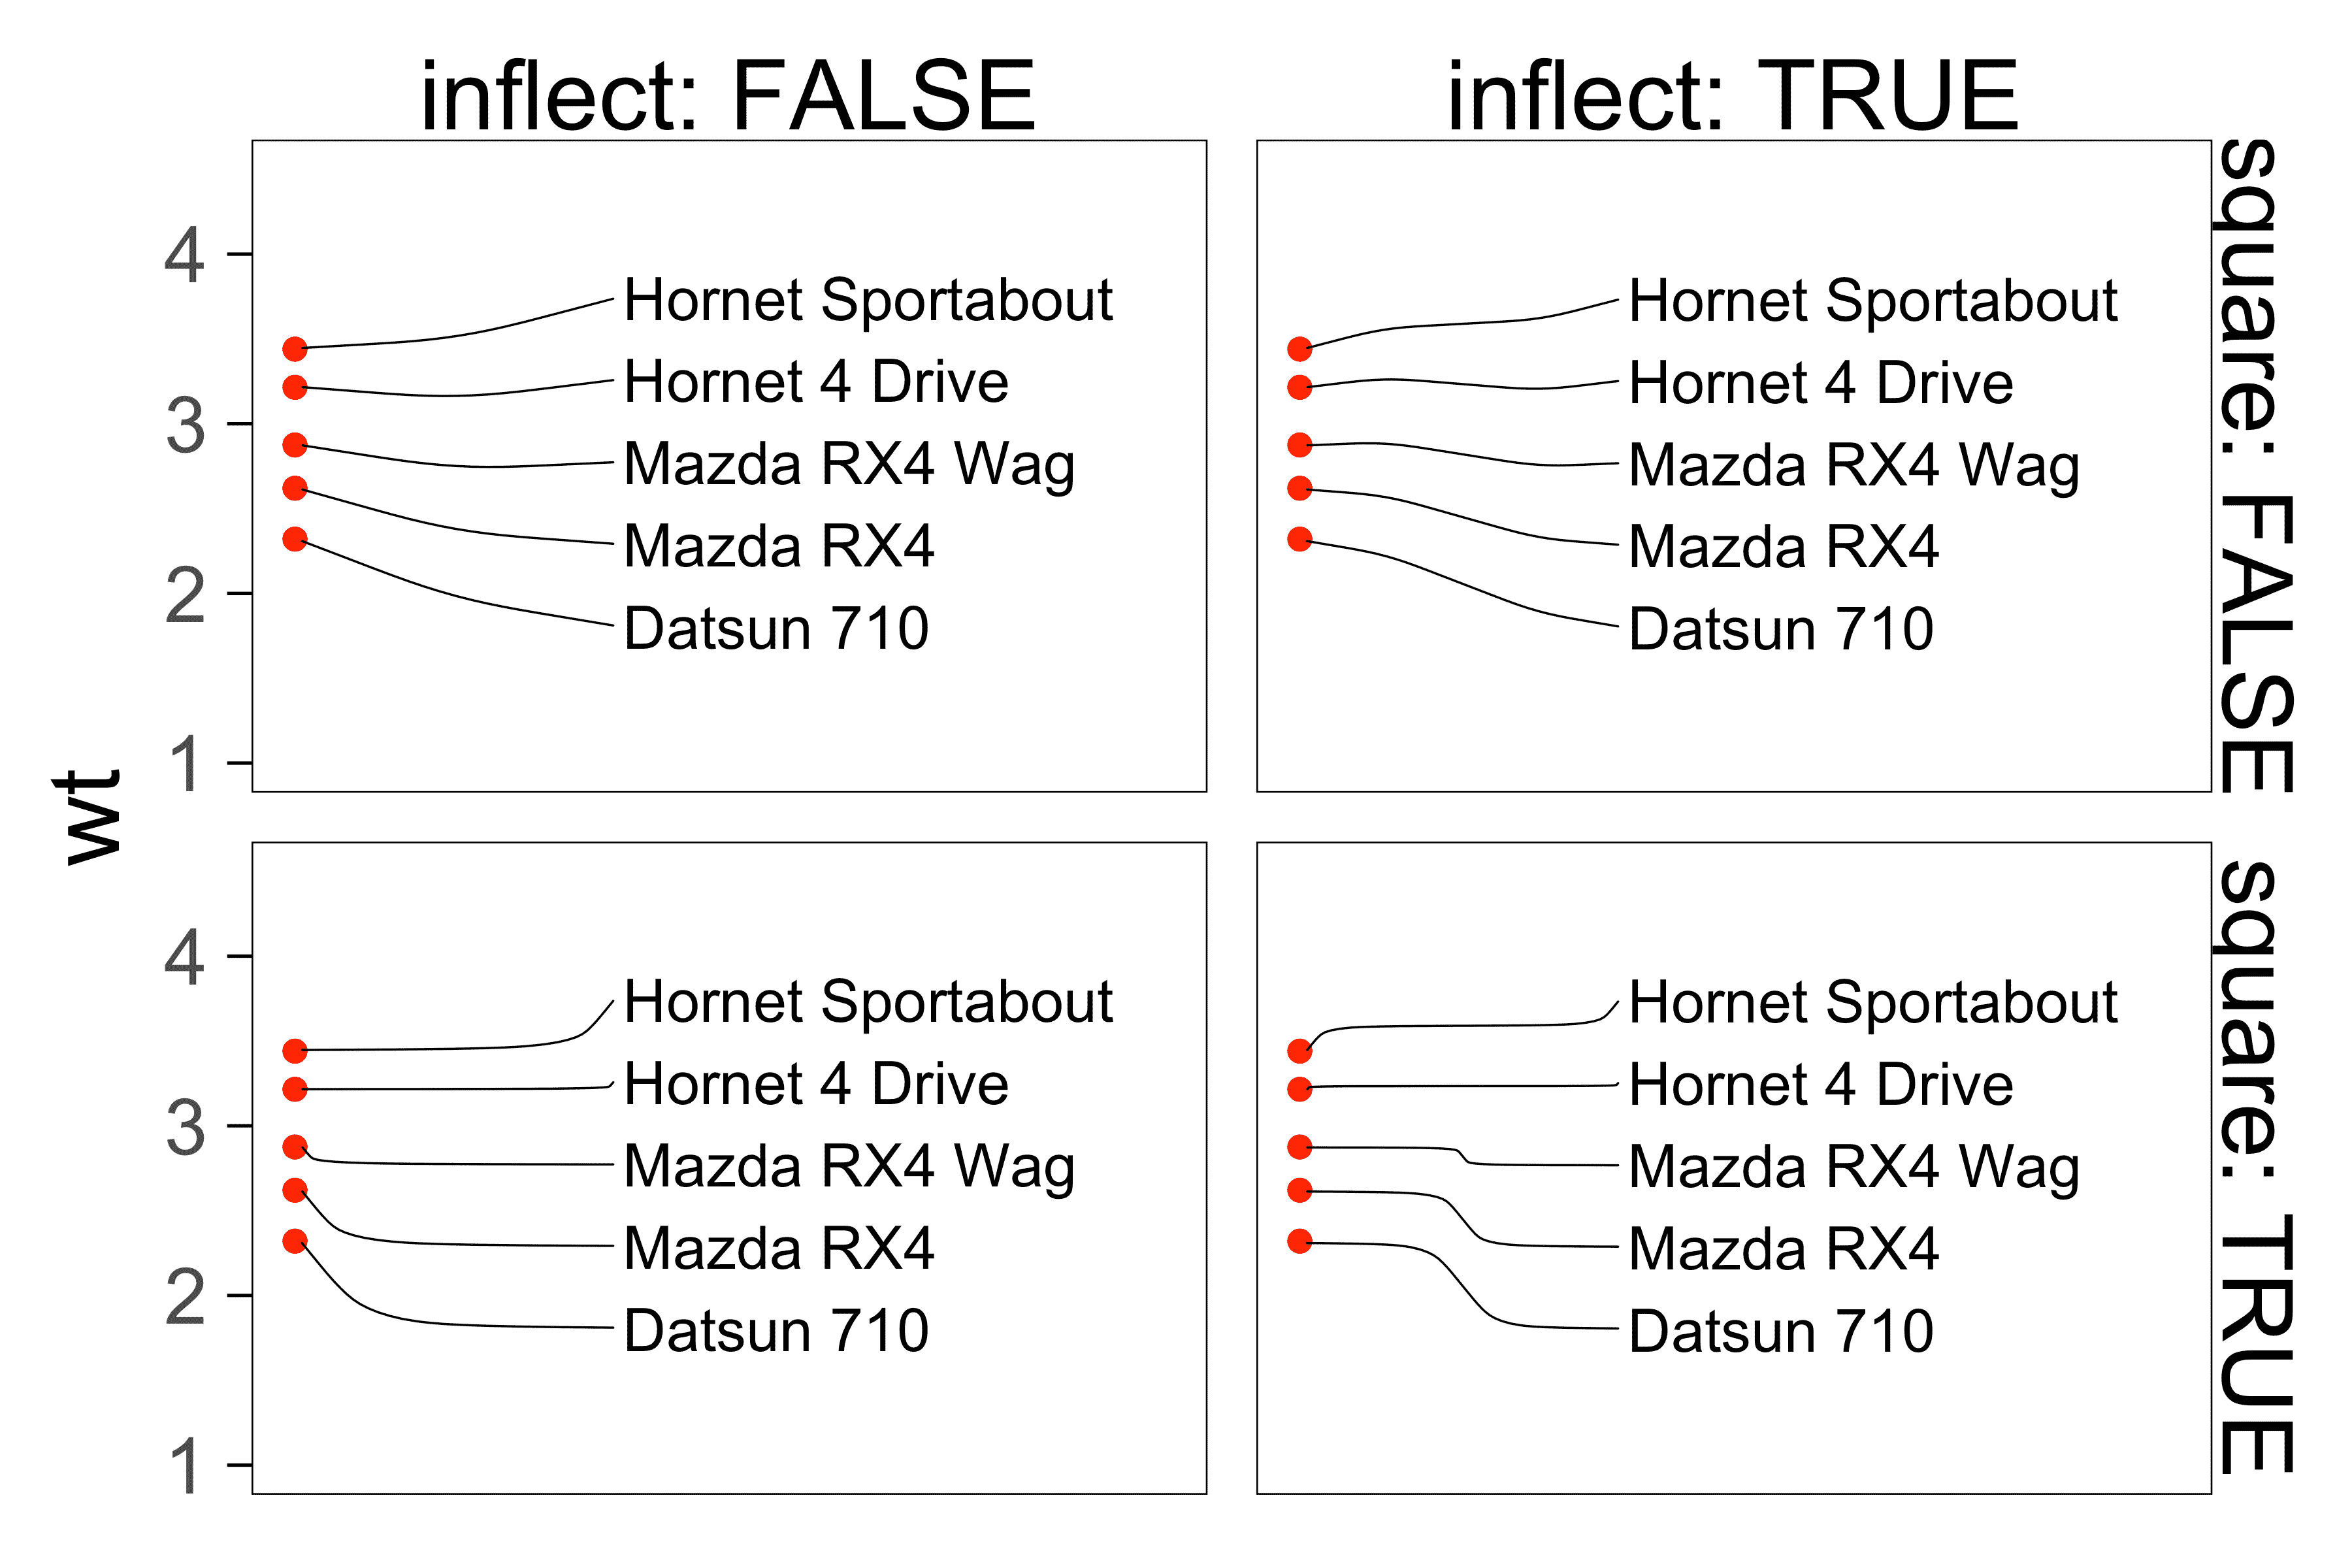 inflect: FALSE
inflect: TRUE
square: FALSE
4
3
2
1
Hornet Sportabout
Hornet 4 Drive
Mazda RX4 Wag
Mazda RX4
Datsun 710
Hornet Sportabout
Hornet 4 Drive
Mazda RX4 Wag
Mazda RX4
Datsun 710
wt
square: TRUE
4
3
2
1
Hornet Sportabout
Hornet 4 Drive
Mazda RX4 Wag
Mazda RX4
Datsun 710
Hornet Sportabout
Hornet 4 Drive
Mazda RX4 Wag
Mazda RX4
Datsun 710